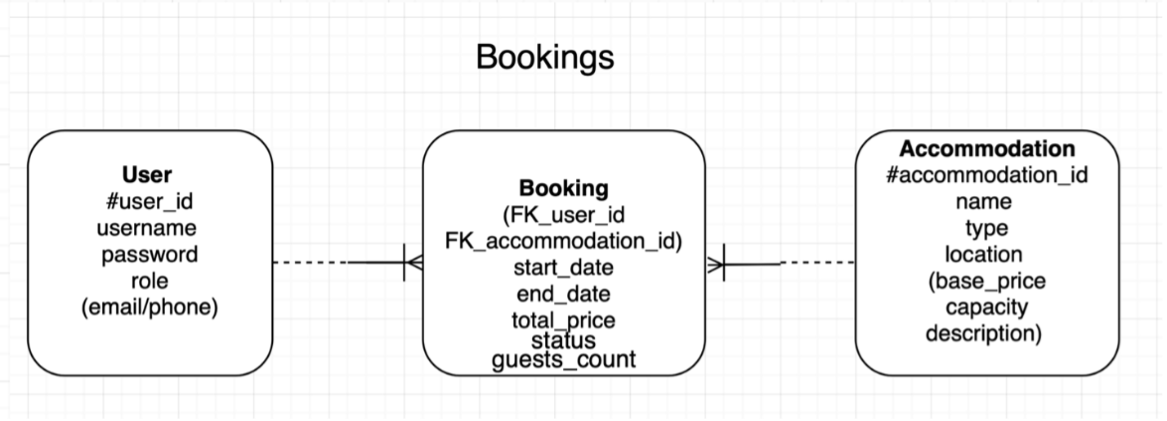 Bookings
User
#user_id
username
password
role
(email/phone)
Booking
(FK_user_id
FK_accommodation_id)
start_date
end_date
total_price
status
guests_count
Accommodation
#accommodation_id
name
type
location
(base_price
capacity
description)